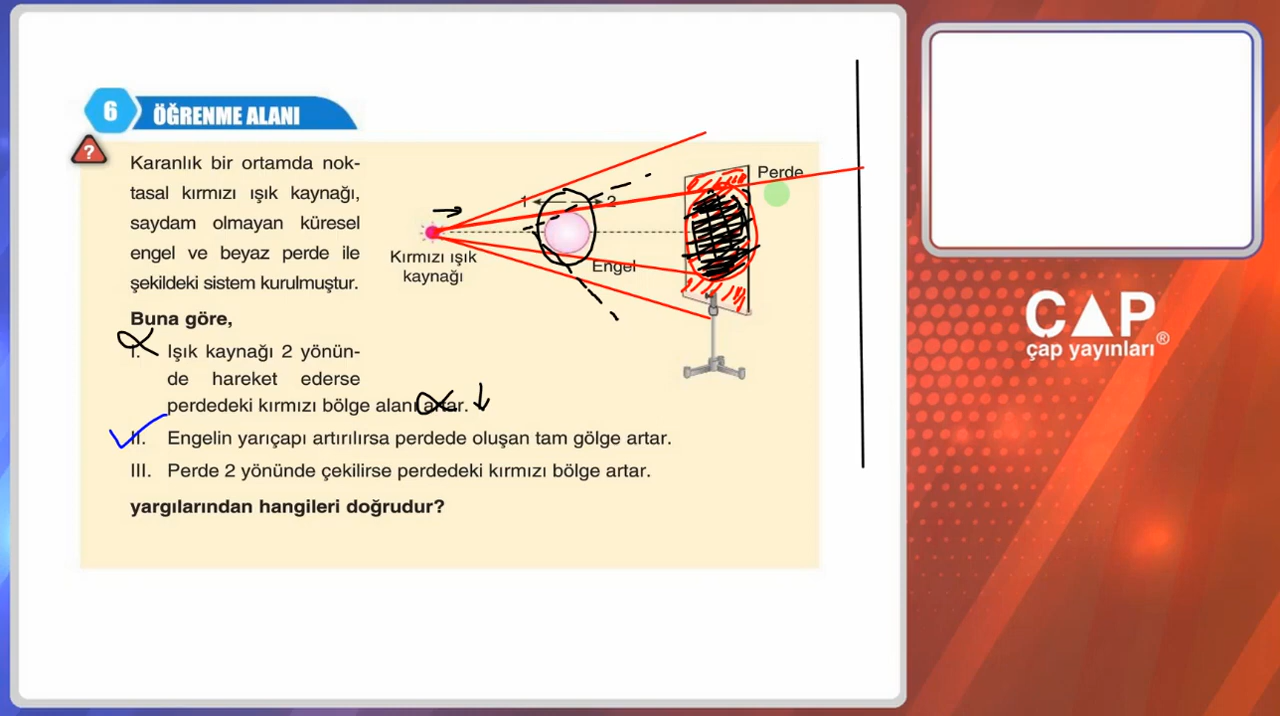 6 ÖĞRENME ALANI
?
Karanlık bir ortamda nok-
tasal kırmızı ışık kaynağı,
saydam olmayan küresel
engel ve beyaz perde ile
şekildeki sistem kurulmuştur.
1 2
Perde
Kırmızı ışık
kaynağı
Engel
Buna göre,
I. Işık kaynağı 2 yönün-
de hareket ederse
perdedeki kırmızı bölge alanı artar.
II. Engelin yarıçapı artırılırsa perdede oluşan tam gölge artar.
III. Perde 2 yönünde çekilirse perdedeki kırmızı bölge artar.
yargılarından hangileri doğrudur?
ÇAP®
çap yayınları